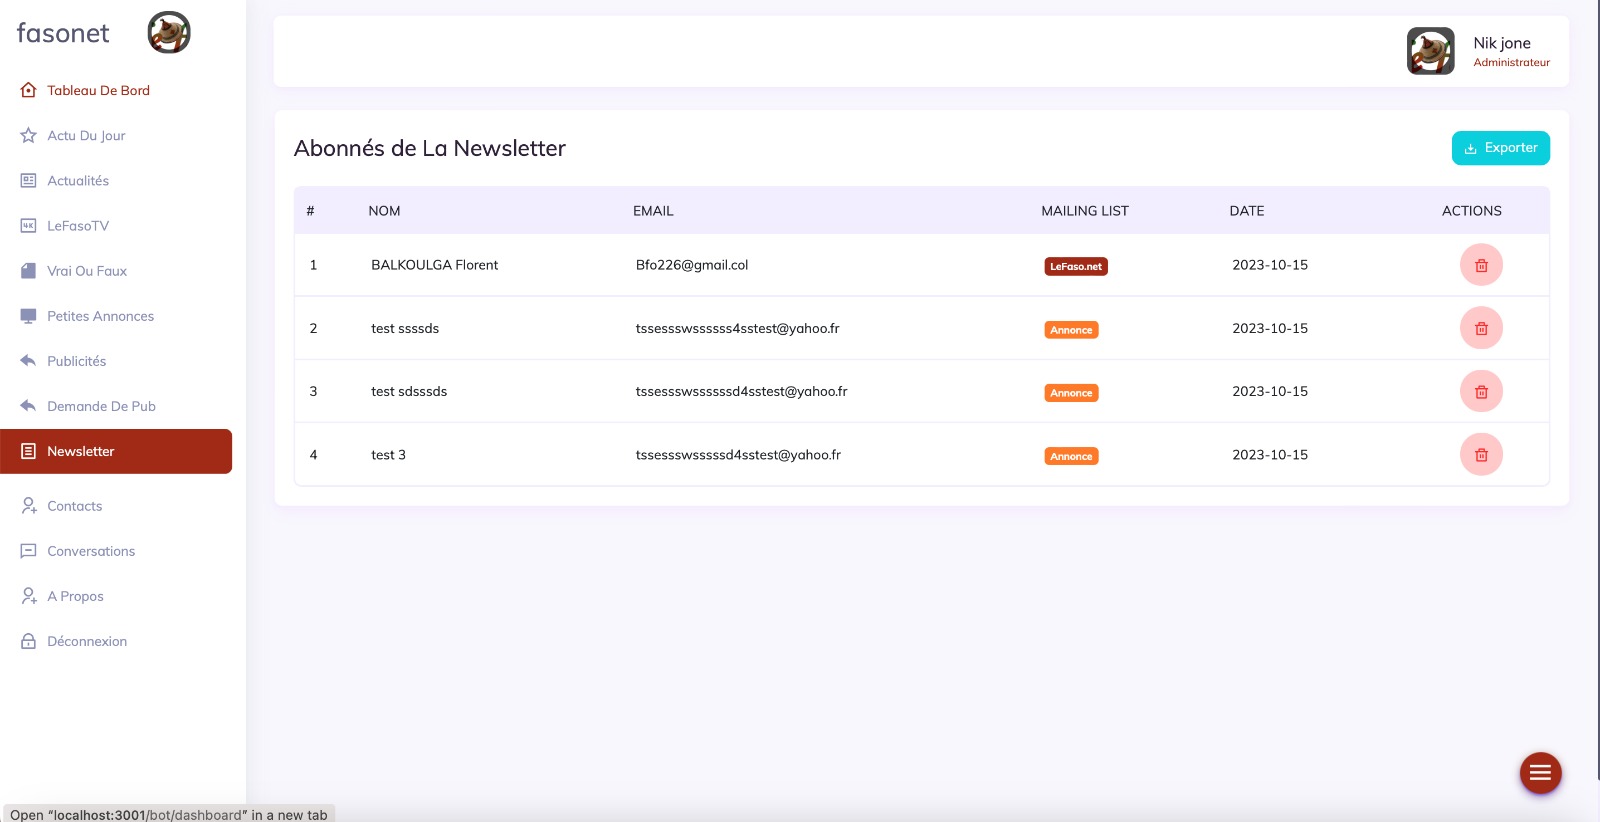 fasonet
Tableau De Bord
Actu Du Jour
Actualités
4K LeFasoTV
Vrai Ou Faux
Petites Annonces
Publicités
Demande De Pub
Newsletter
Contacts
Conversations
A Propos
Déconnexion
Nik jone
Administrateur
Abonnés de La Newsletter
Exporter
# NOM EMAIL MAILING LIST DATE ACTIONS
1 BALKOULGA Florent Bfo226@gmail.col LeFaso.net 2023-10-15
2 test ssssds tssessswssssss4sstest@yahoo.fr Annonce 2023-10-15
3 test sdsssds tssessswssssssd4sstest@yahoo.fr Annonce 2023-10-15
4 test 3 tssessswsssssd4sstest@yahoo.fr Annonce 2023-10-15
Open “localhost:3001/bot/dashboard” in a new tab